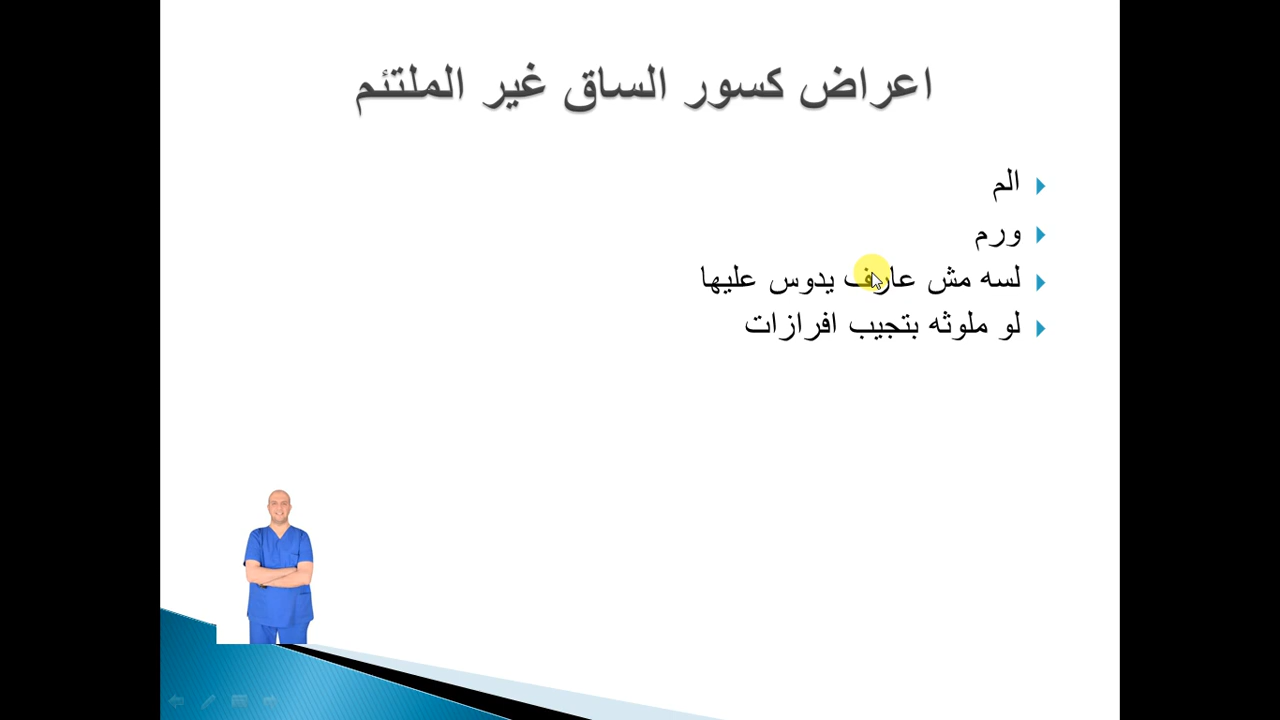 اعراض كسور الساق غير الملتئم
الم
ورم
لسه مش عارف يدوس عليها
لو ملوثه بتجيب افرازات